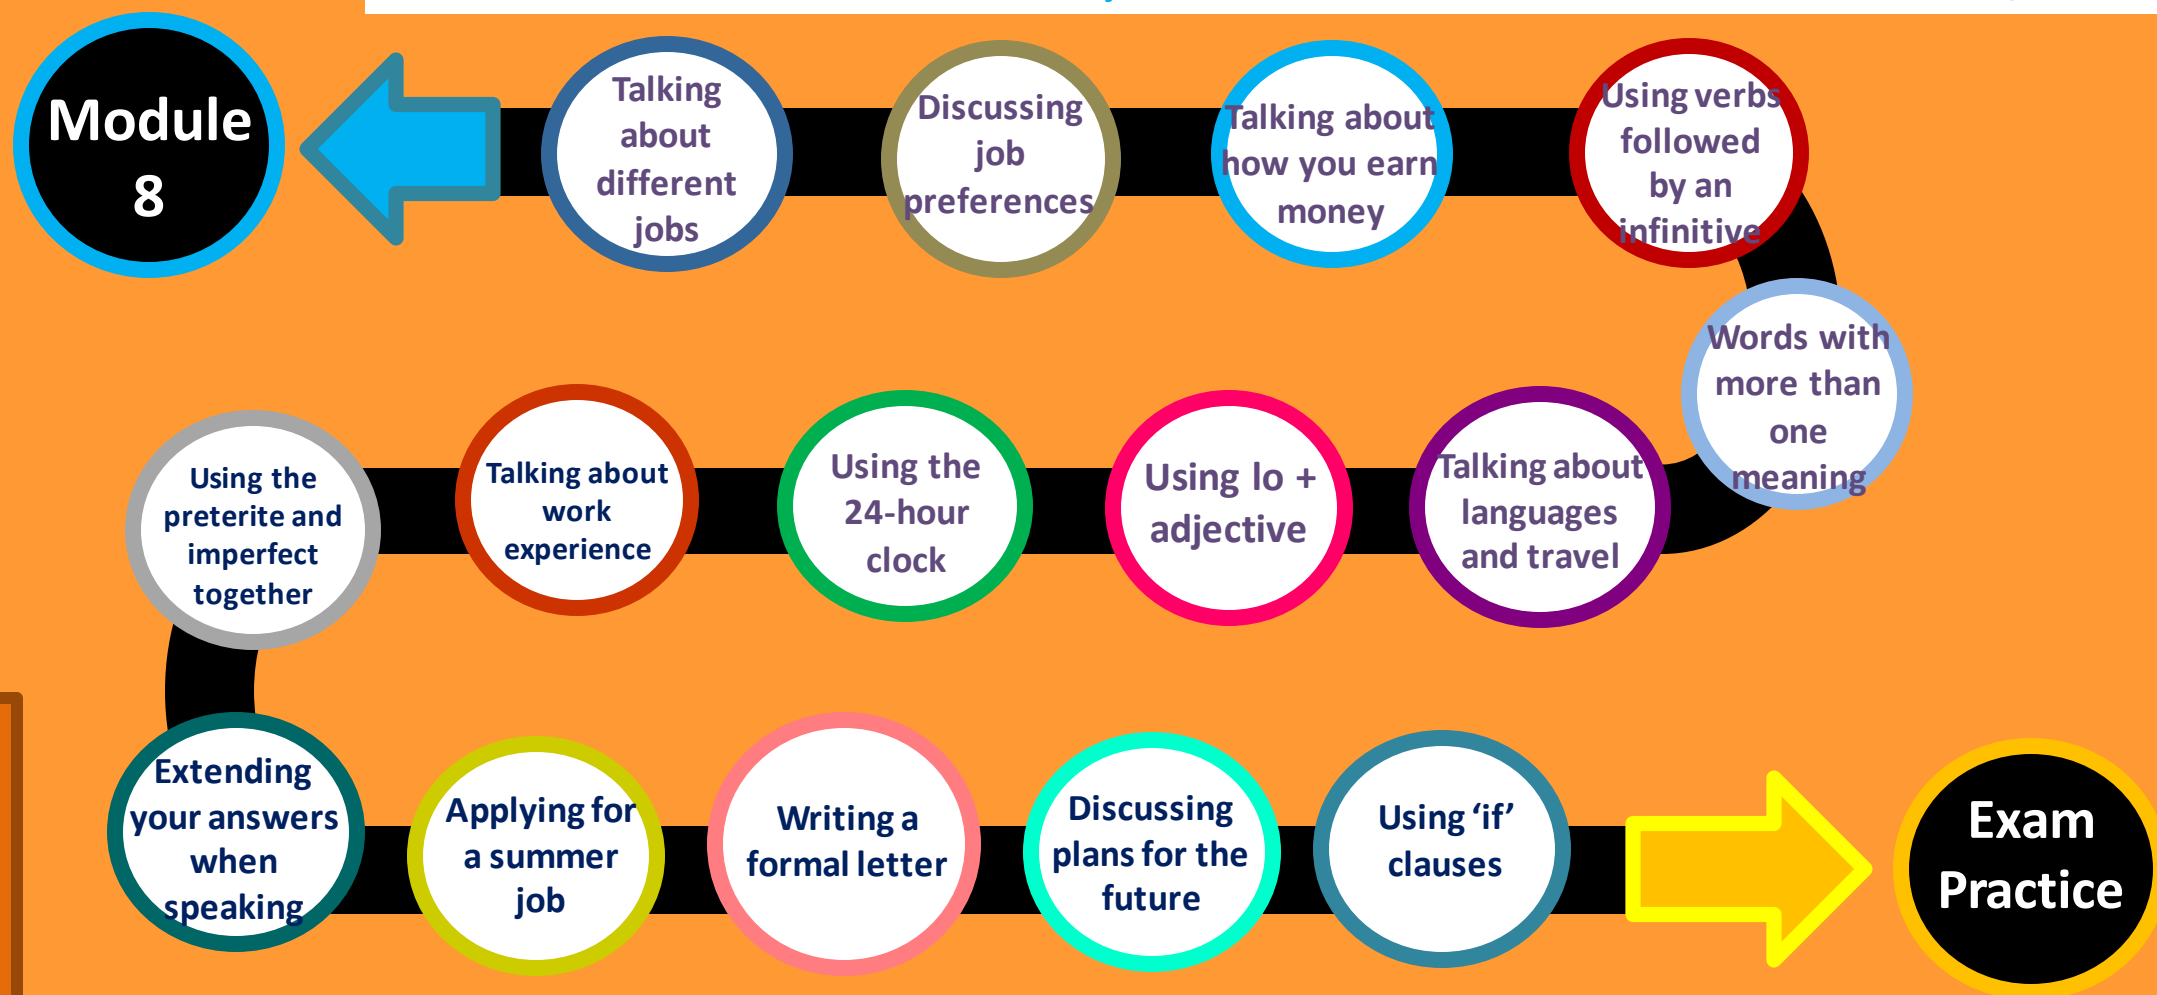 Module
8
Talking
about
different
jobs
Discussing
job
preferences
Talking about
how you earn
money
Using verbs
followed
by an
infinitive
Words with
more than
one
meaning
Talking about
languages
and travel
Using lo +
adjective
Using the
24-hour
clock
Talking about
work
experience
Using the
preterite and
imperfect
together
Extending
your answers
when
speaking
Applying for
a summer
job
Writing a
formal letter
Discussing
plans for the
future
Using ‘if’
clauses
Exam
Practice